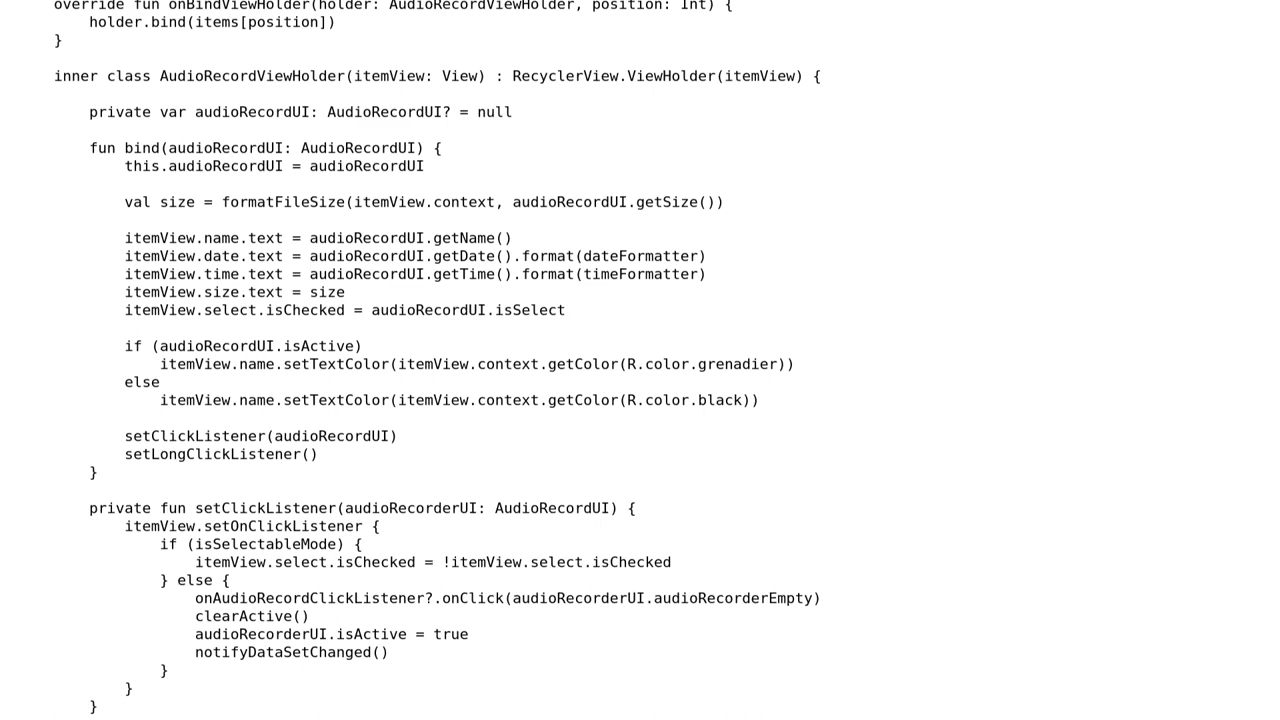 override fun onBindViewHolder(holder: AudioRecordViewHolder, position: Int) {
holder.bind(items[position])
}
inner class AudioRecordViewHolder(itemView: View) : RecyclerView.ViewHolder(itemView) {
private var audioRecordUI: AudioRecordUI? = null
fun bind(audioRecordUI: AudioRecordUI) {
this.audioRecordUI = audioRecordUI
val size = formatFileSize(itemView.context, audioRecordUI.getSize())
itemView.name.text = audioRecordUI.getName()
itemView.date.text = audioRecordUI.getDate().format(dateFormatter)
itemView.time.text = audioRecordUI.getTime().format(timeFormatter)
itemView.size.text = size
itemView.select.isChecked = audioRecordUI.isSelect
if (audioRecordUI.isActive)
itemView.name.setTextColor(itemView.context.getColor(R.color.grenadier))
else
itemView.name.setTextColor(itemView.context.getColor(R.color.black))
setClickListener(audioRecordUI)
setLongClickListener()
}
private fun setClickListener(audioRecorderUI: AudioRecordUI) {
itemView.setOnClickListener {
if (isSelectableMode) {
itemView.select.isChecked = !itemView.select.isChecked
} else {
onAudioRecordClickListener?.onClick(audioRecorderUI.audioRecorderEmpty)
clearActive()
audioRecorderUI.isActive = true
notifyDataSetChanged()
}
}
}